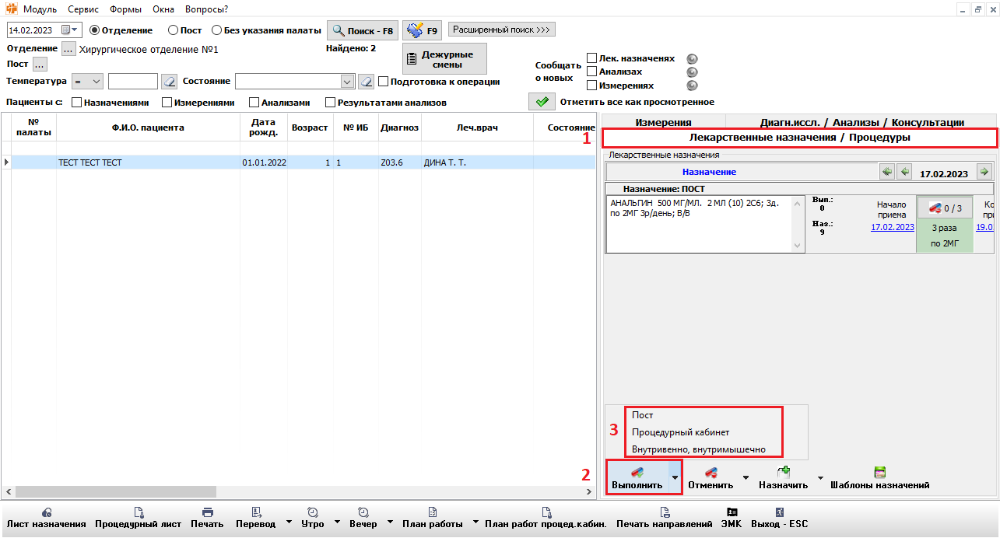 Модуль Сервис Формы Окна Вопросы?
14.02.2023 Отделение Пост Без указания палаты Поиск - F8 F9 Расширенный поиск >>>
Отделение ... Хирургическое отделение №1 Найдено: 2
Дежурные смены
Пост ...
Температура = Состояние Подготовка к операции
Сообщать о новых
Лек. назначенях
Анализах
Измерениях
Пациенты с: Назначениями Измерениями Анализами Результатами анализов Отметить все как просмотренное
№ палаты Ф.И.О. пациента Дата рожд. Возраст № ИБ Диагноз Леч.врач Состояние
ТЕСТ ТЕСТ ТЕСТ 01.01.2022 1 1 Z03.6 ДИНА Т. Т.
Измерения Диагн.иссл. / Анализы / Консультации
1 Лекарственные назначения / Процедуры
Лекарственные назначения
Назначение 17.02.2023
Назначение: ПОСТ
АНАЛЬГИН 500 МГ/МЛ. 2 МЛ (10) 2С6; 3д.
по 2МГ 3р/день; В/В
Вып.:
0
Наз.:
9
Начало приема
17.02.2023
0 / 3
3 раза
по 2МГ
Ко
при
19.0
3
Пост
Процедурный кабинет
Внутривенно, внутримышечно
2
Выполнить Отменить Назначить Шаблоны назначений
Лист назначения Процедурный лист Печать Перевод Утро Вечер План работы План работ процед.кабин. Печать направлений ЭМК Выход - ESC